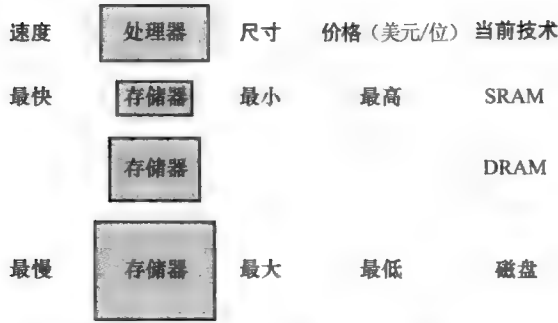 速度 处理器 尺寸 价格（美元/位） 当前技术
最快 存储器 最小 最高 SRAM
存储器 DRAM
最慢 存储器 最大 最低 磁盘